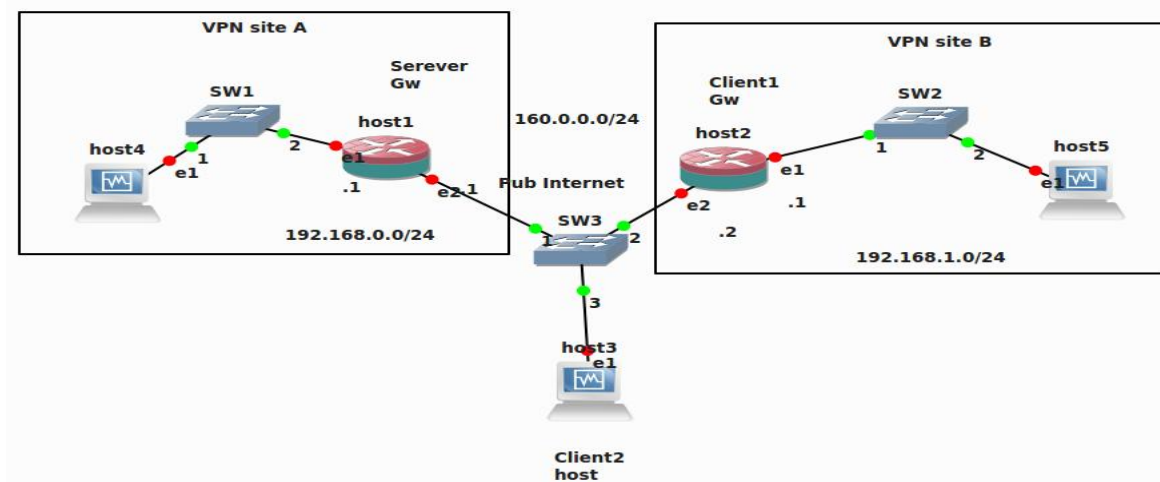 VPN site A
VPN site B
Serever
Gw
SW1
host1
160.0.0.0/24
Client1
Gw
SW2
host2
host4
2
e1
1
e1
.1
e2
.1
Pub Internet
SW3
1
2
e2
e1
1
2
host5
e1
.1
.2
192.168.0.0/24
192.168.1.0/24
3
host3
e1
Client2
host